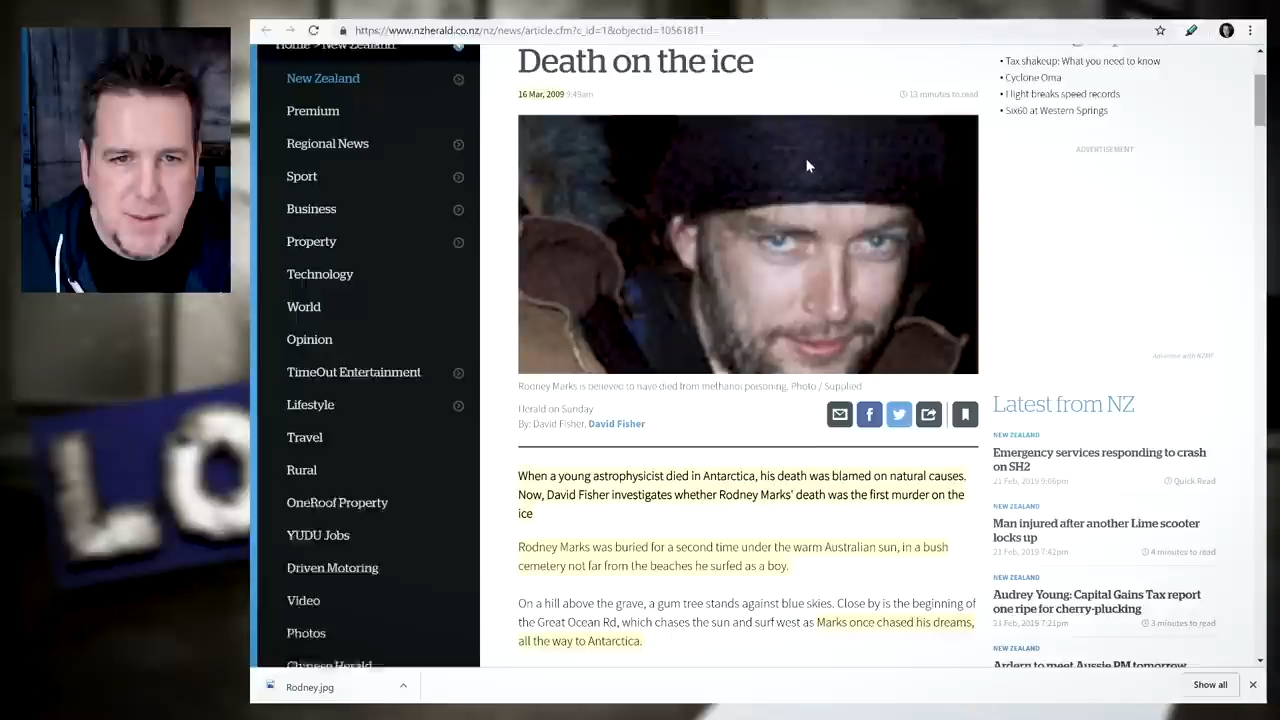 https://www.nzherald.co.nz/nz/news/article.cfm?c_id=1&objectid=10561811
Home > New Zealand
New Zealand
Premium
Regional News
Sport
Business
Property
Technology
World
Opinion
TimeOut Entertainment
Lifestyle
Travel
Rural
OneRoof Property
YUDU Jobs
Driven Motoring
Video
Photos
Chinese Herald
Death on the ice
16 Mar, 2009 9:49am
13 minutes to read
Rodney Marks is believed to have died from methanol poisoning. Photo / Supplied
Herald on Sunday
By: David Fisher, David Fisher
When a young astrophysicist died in Antarctica, his death was blamed on natural causes.
Now, David Fisher investigates whether Rodney Marks' death was the first murder on the
ice
Rodney Marks was buried for a second time under the warm Australian sun, in a bush
cemetery not far from the beaches he surfed as a boy.
On a hill above the grave, a gum tree stands against blue skies. Close by is the beginning of
the Great Ocean Rd, which chases the sun and surf west as Marks once chased his dreams,
all the way to Antarctica.
• Tax shakeup: What you need to know
• Cyclone Oma
• Flight breaks speed records
• Six60 at Western Springs
ADVERTISEMENT
Advertise with NZME.
Latest from NZ
NEW ZEALAND
Emergency services responding to crash
on SH2
21 Feb, 2019 9:06pm
Quick Read
NEW ZEALAND
Man injured after another Lime scooter
locks up
21 Feb, 2019 7:42pm
4 minutes to read
NEW ZEALAND
Audrey Young: Capital Gains Tax report
one ripe for cherry-plucking
21 Feb, 2019 7:21pm
3 minutes to read
NEW ZEALAND
Ardern to meet Aussie PM tomorrow
LO
Rodney.jpg
Show all